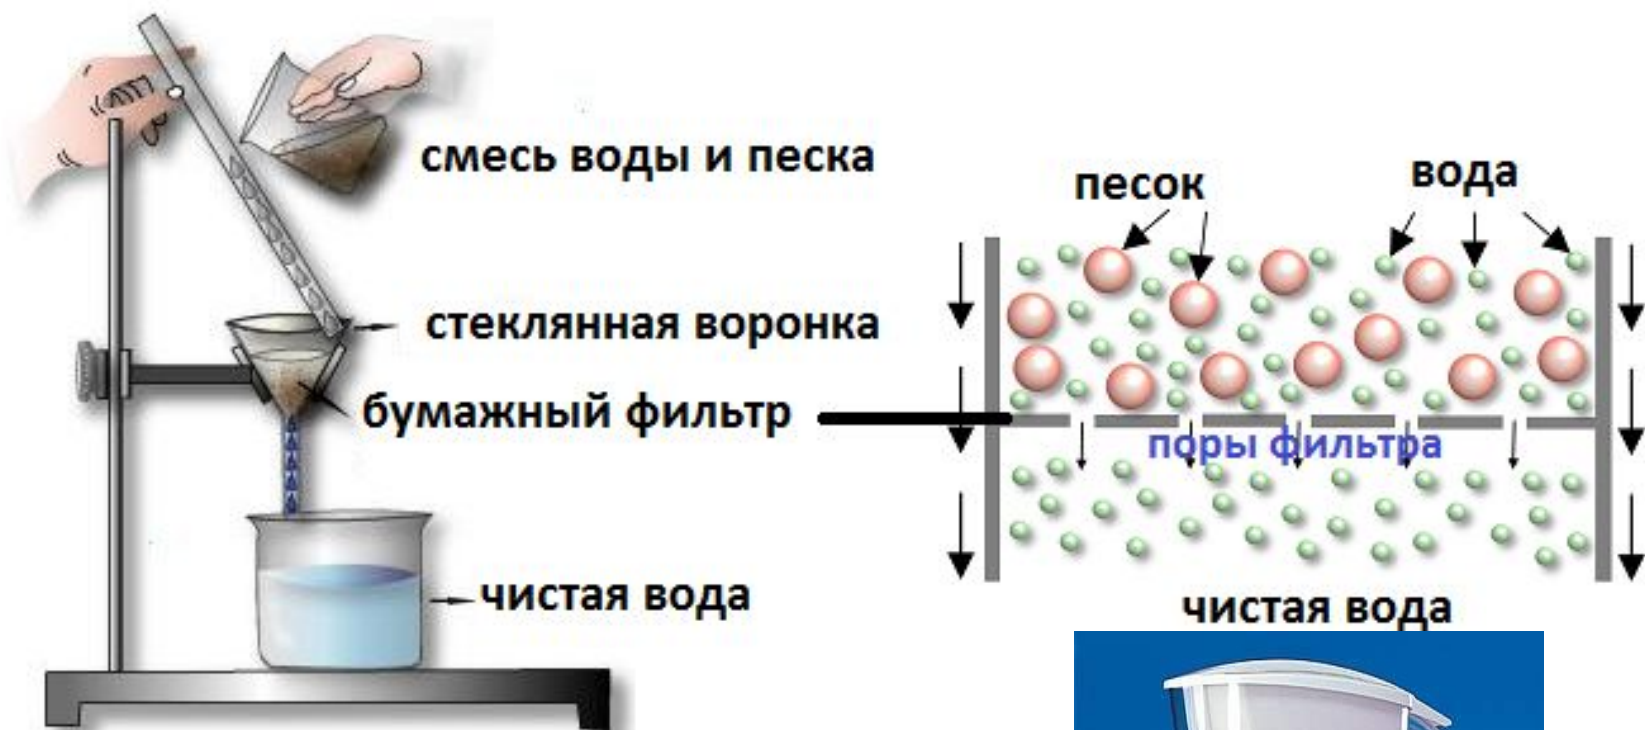 смесь воды и песка
стеклянная воронка
бумажный фильтр
чистая вода
песок
вода
поры фильтра
чистая вода